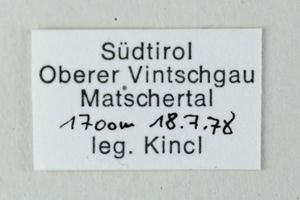 Südtirol
Oberer Vintschgau
Matschertal
1700m 18.7.78
leg. Kincl